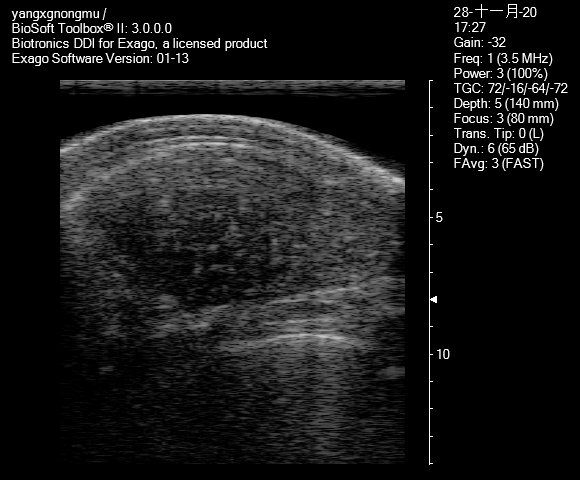 yangxgnongmu /
BioSoft Toolbox® II: 3.0.0.0
Biotronics DDI for Exago, a licensed product
Exago Software Version: 01-13
28-十一月-20
17:27
Gain: -32
Freq: 1 (3.5 MHz)
Power: 3 (100%)
TGC: 72/-16/-64/-72
Depth: 5 (140 mm)
Focus: 3 (80 mm)
Trans. Tip: 0 (L)
Dyn.: 6 (65 dB)
FAvg: 3 (FAST)
5
10